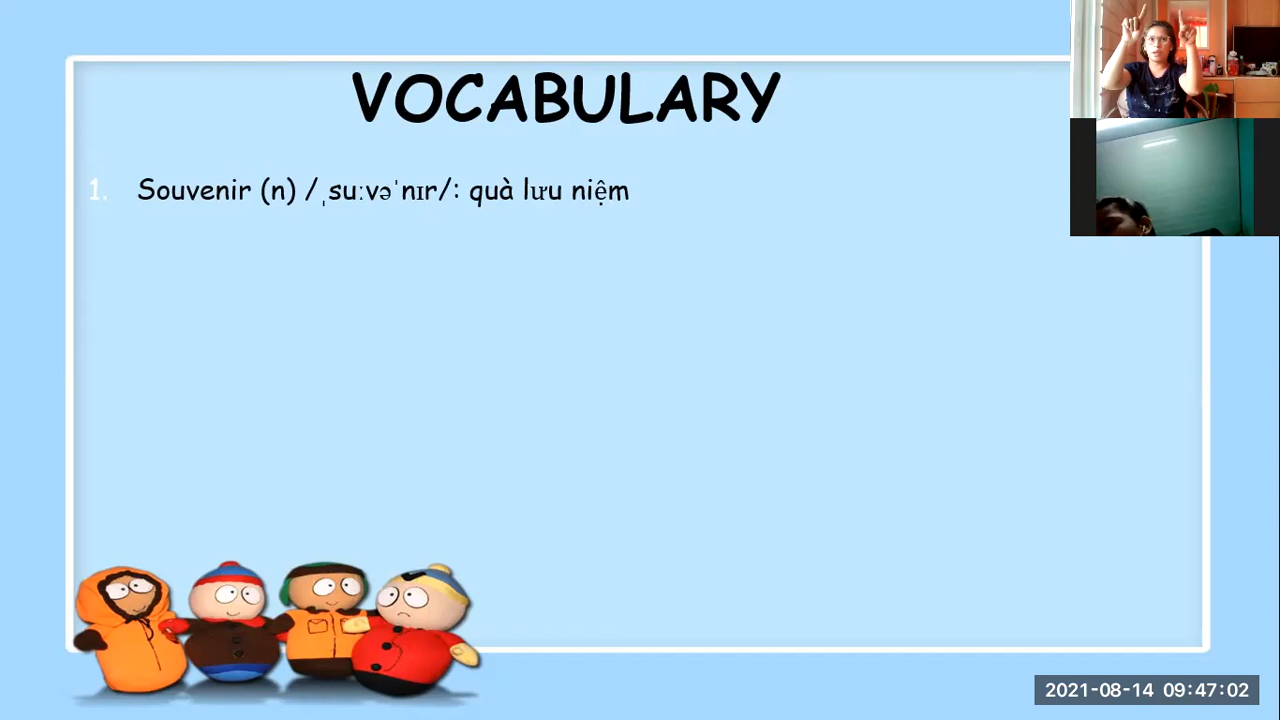 VOCABULARY
1. Souvenir (n) /ˌsuːvəˈnɪr/: quà lưu niệm
2021-08-14 09:47:02